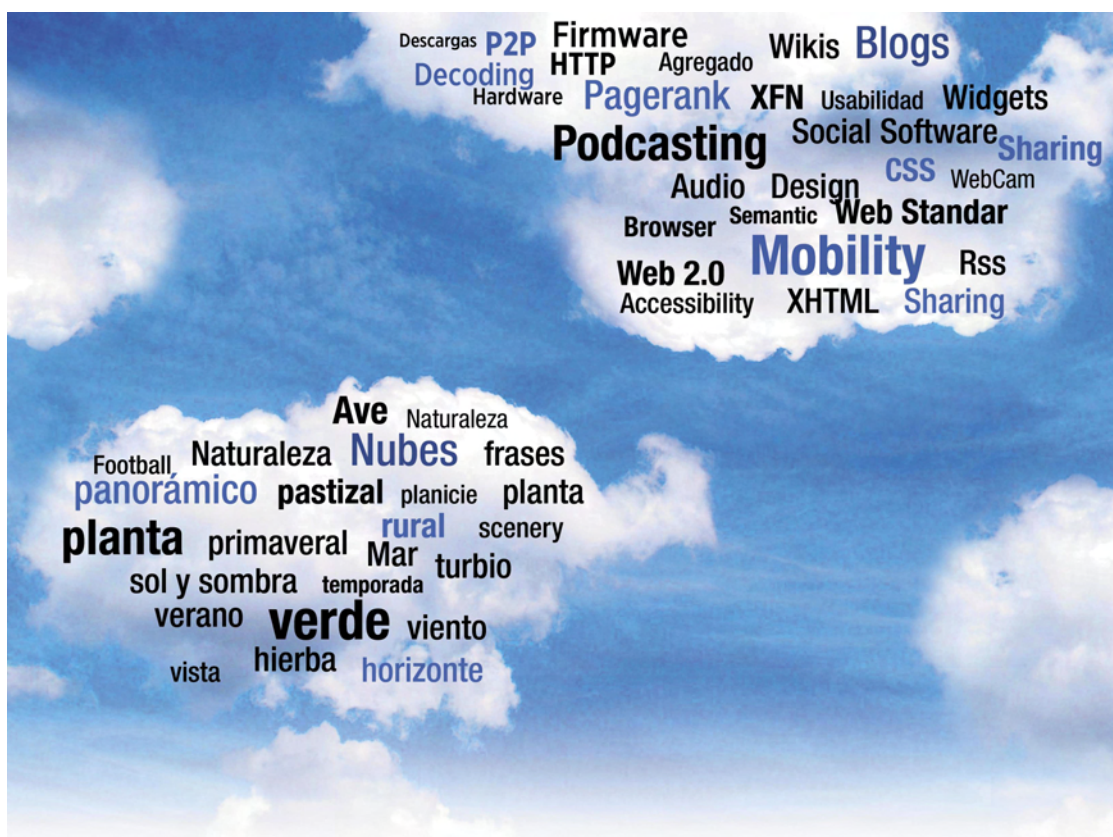 Descargas P2P Firmware Wikis Blogs
Decoding HTTP Agregado
Hardware Pagerank XFN Usabilidad Widgets
Podcasting Social Software Sharing
Audio Design CSS WebCam
Browser Semantic Web Standar
Web 2.0 Mobility Rss
Accessibility XHTML Sharing
Ave Naturaleza
Football Naturaleza Nubes frases
panorámico pastizal planicie planta
planta primaveral rural scenery
sol y sombra temporada Mar turbio
verano verde viento
vista hierba horizonte